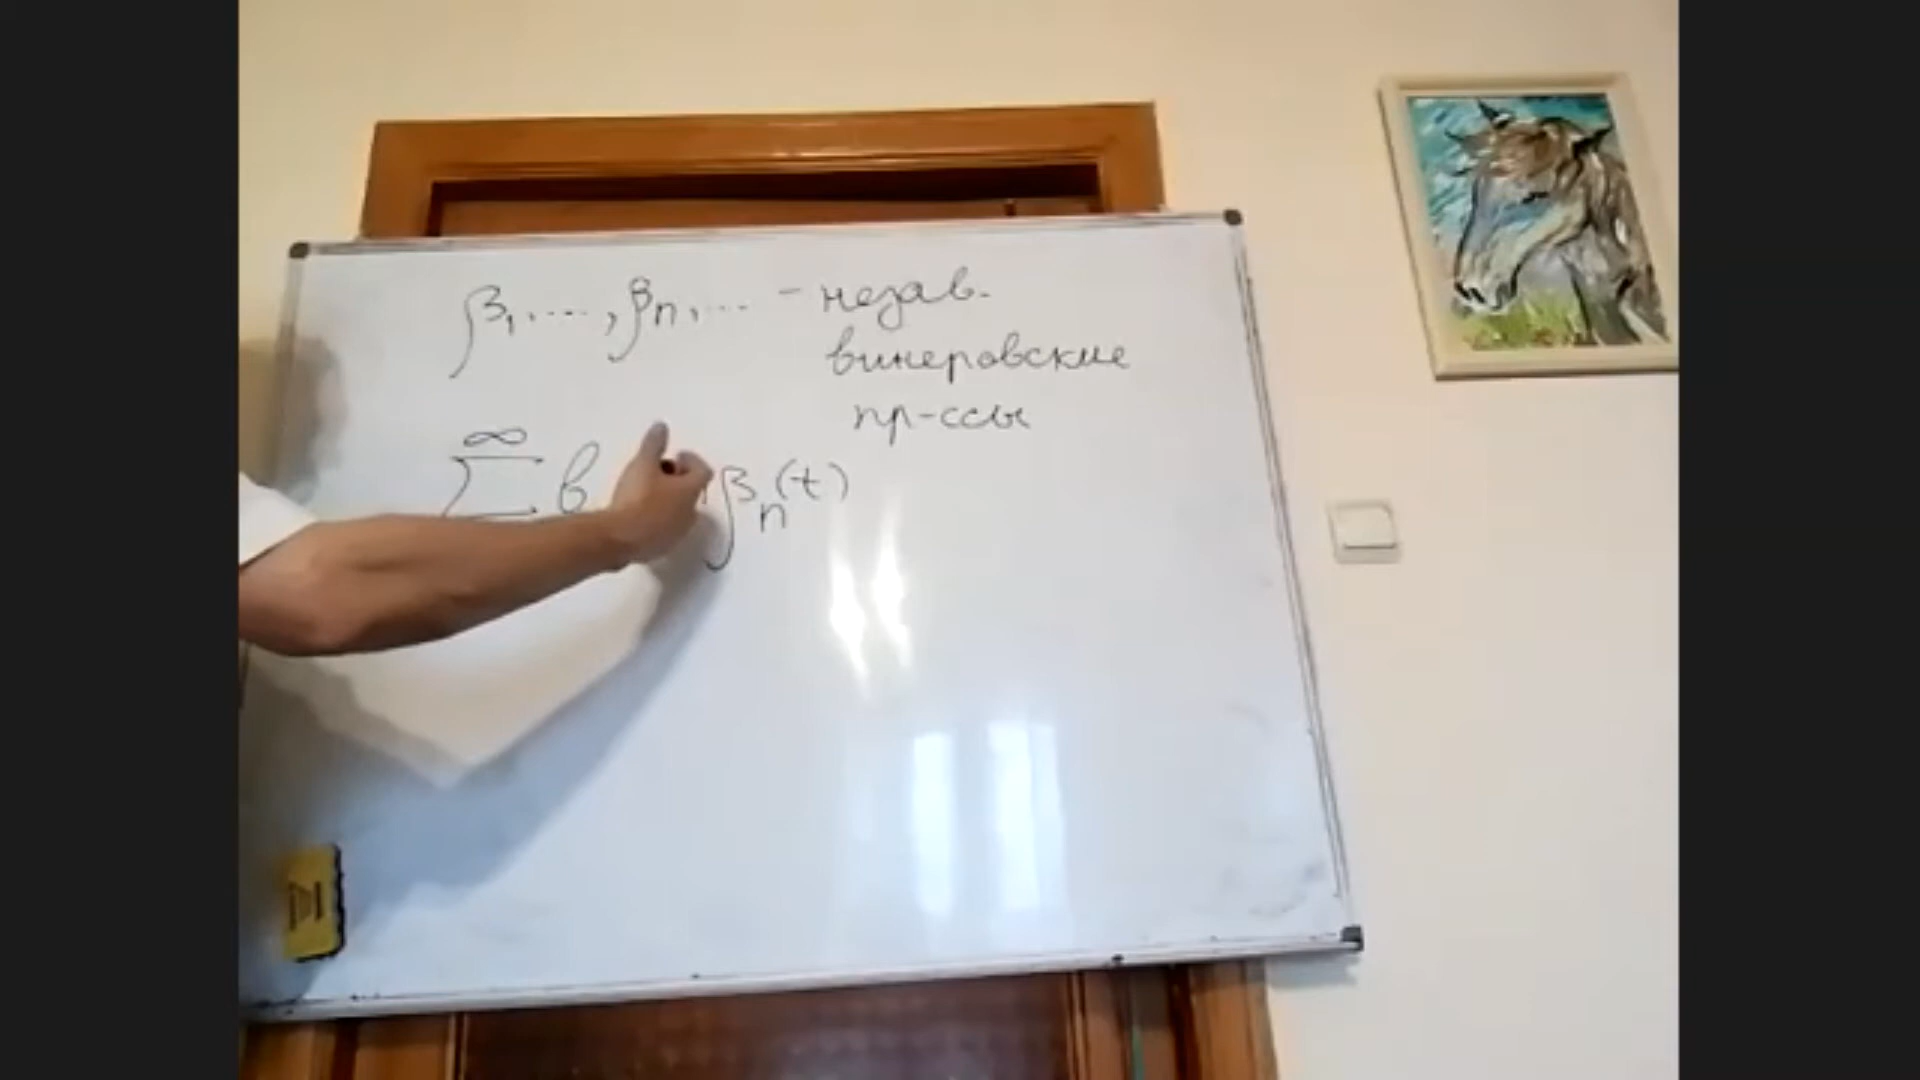 β₁, ..., βₙ, ... - незав.
винеровские
пр-ссы
∞
∑ b βₙ(t)